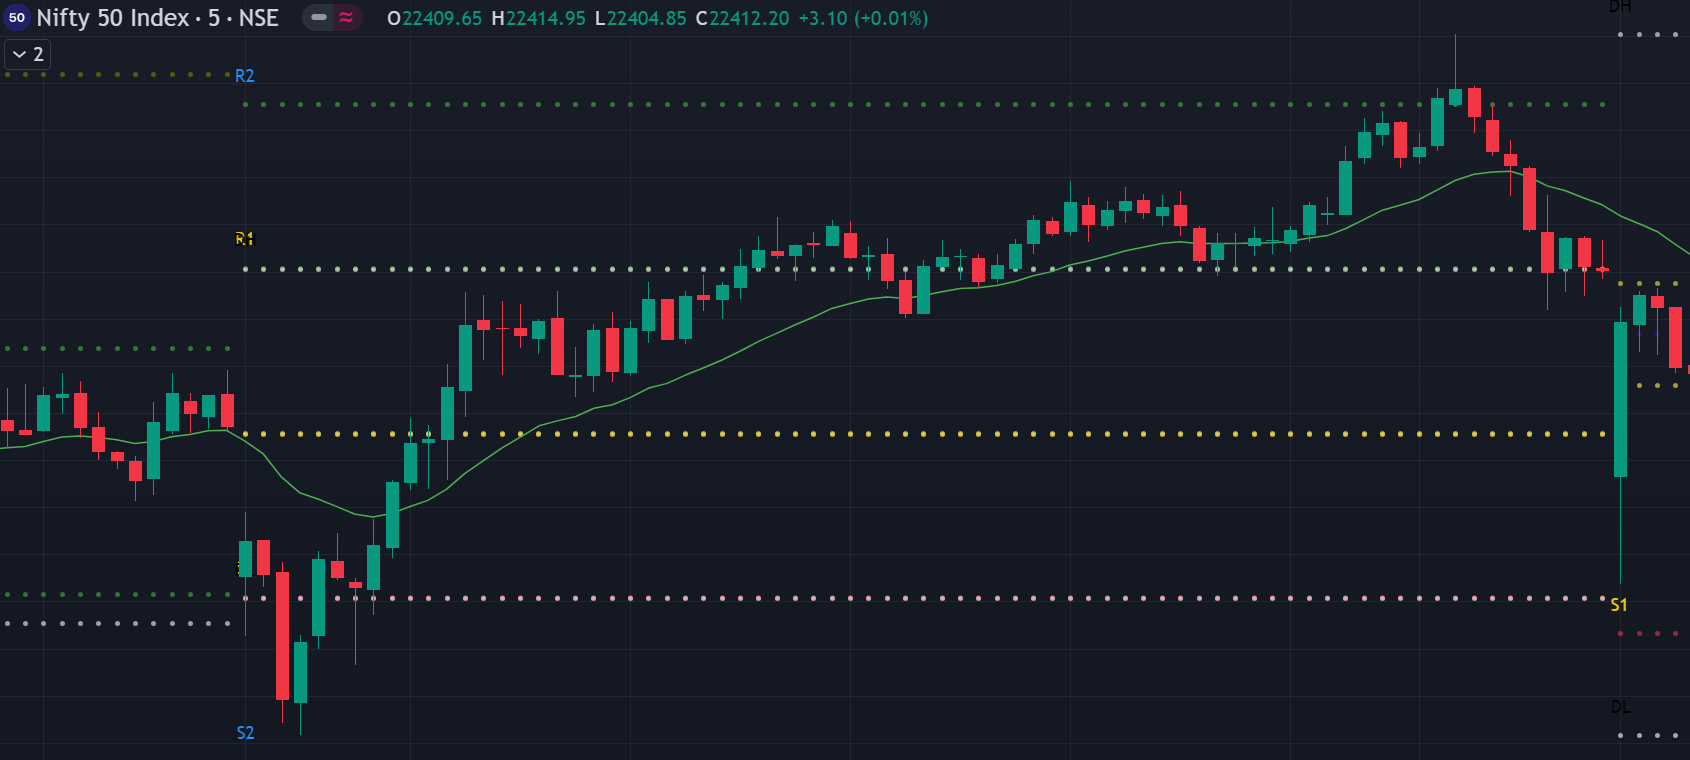 50 Nifty 50 Index · 5 · NSE O22409.65 H22414.95 L22404.85 C22412.20 +3.10 (+0.01%)
2
DH
R2
R1
S1
DL
S2